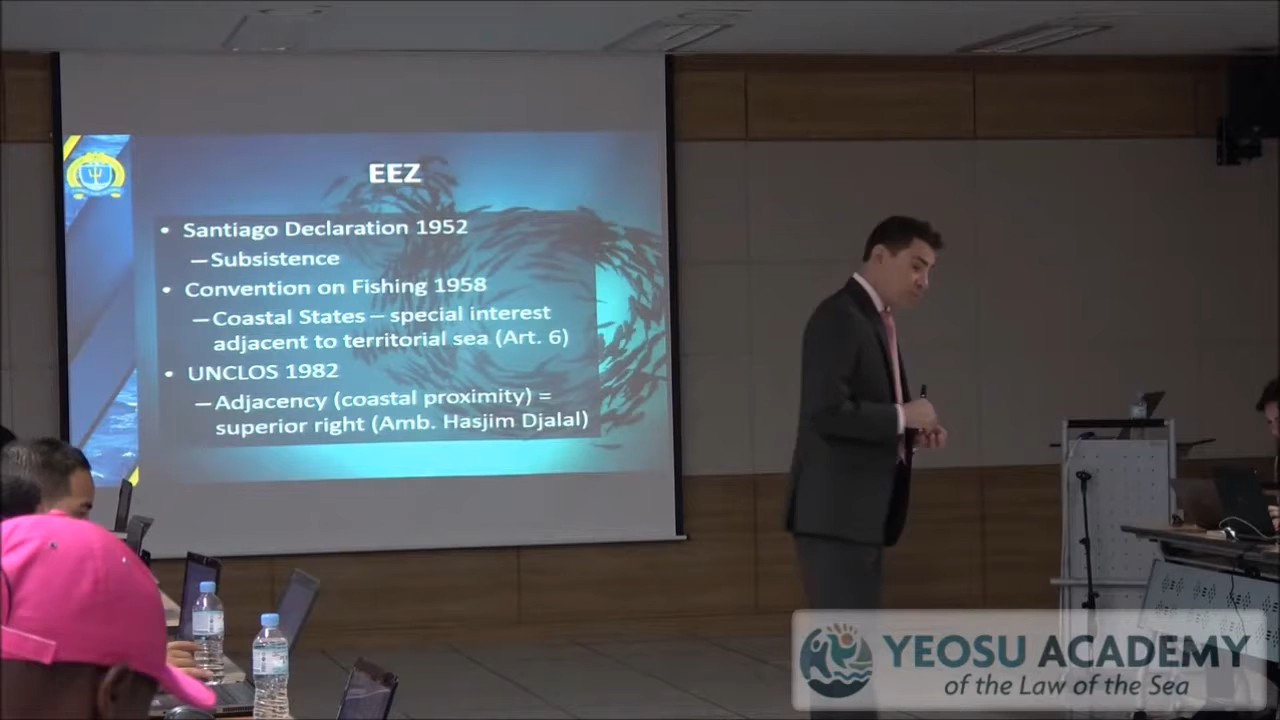 EEZ
• Santiago Declaration 1952
–Subsistence
• Convention on Fishing 1958
–Coastal States – special interest
adjacent to territorial sea (Art. 6)
• UNCLOS 1982
–Adjacency (coastal proximity) =
superior right (Amb. Hasjim Djalal)
YEOSU ACADEMY
of the Law of the Sea